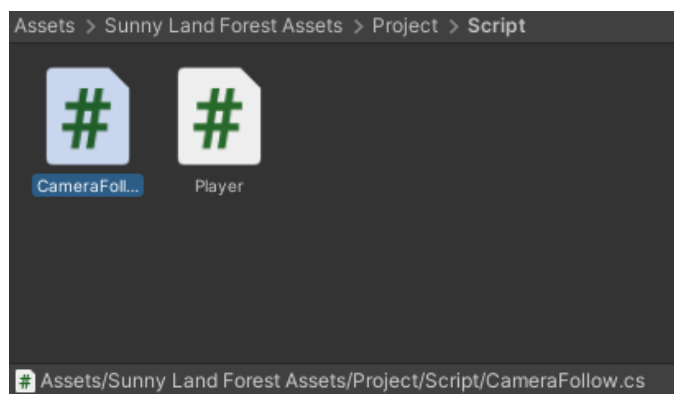 Assets > Sunny Land Forest Assets > Project > Script
# #
CameraFoll... Player
# Assets/Sunny Land Forest Assets/Project/Script/CameraFollow.cs